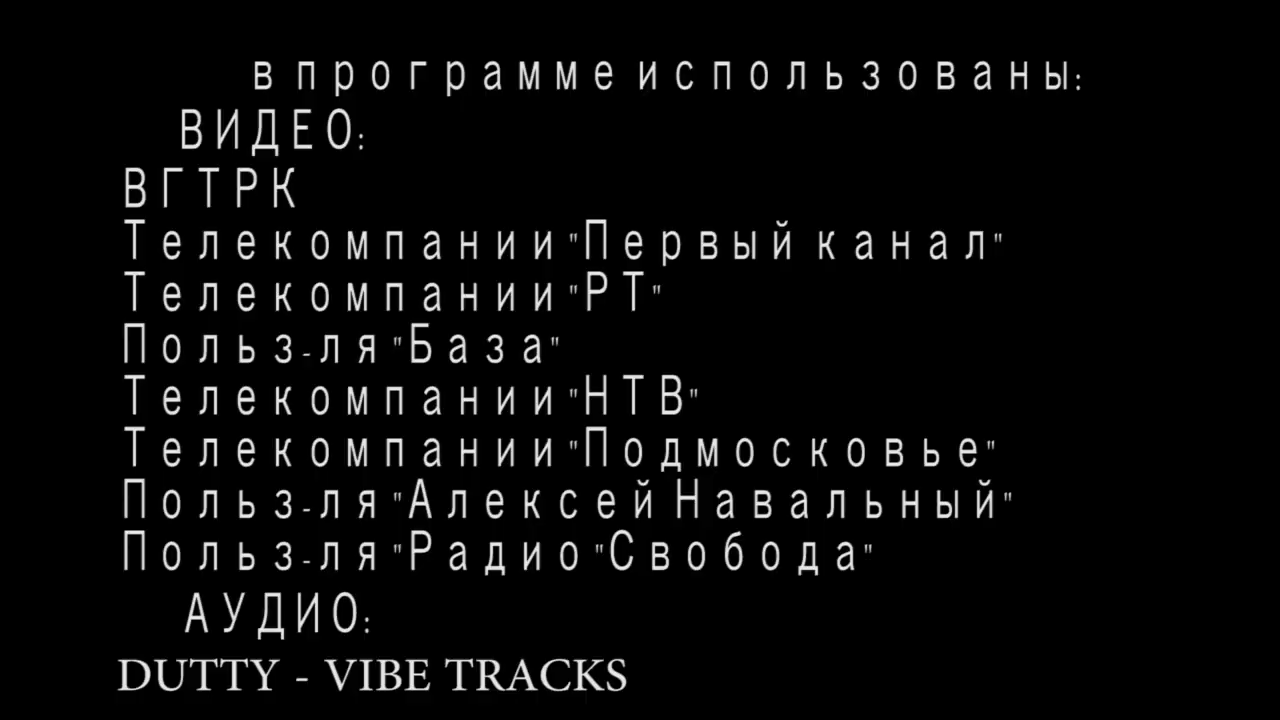 в программе использованы:
ВИДЕО:
ВГТРК
Телекомпании "Первый канал"
Телекомпании "РТ"
Польз-ля "База"
Телекомпании "НТВ"
Телекомпании "Подмосковье"
Польз-ля "Алексей Навальный"
Польз-ля "Радио "Свобода"
АУДИО:
DUTTY - VIBE TRACKS